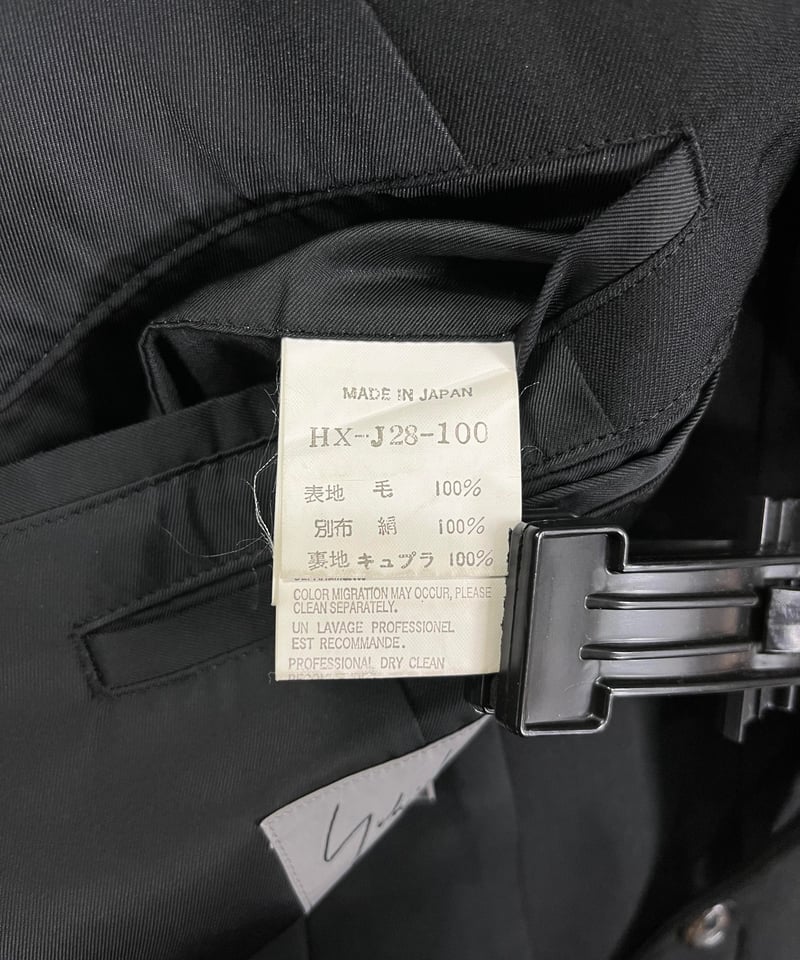 MADE IN JAPAN
HX-J28-100
表地 毛 100%
別布 絹 100%
裏地 キュプラ 100%
COLOR MIGRATION MAY OCCUR, PLEASE
CLEAN SEPARATELY.
UN LAVAGE PROFESSIONEL
EST RECOMMANDE.
PROFESSIONAL DRY CLEAN